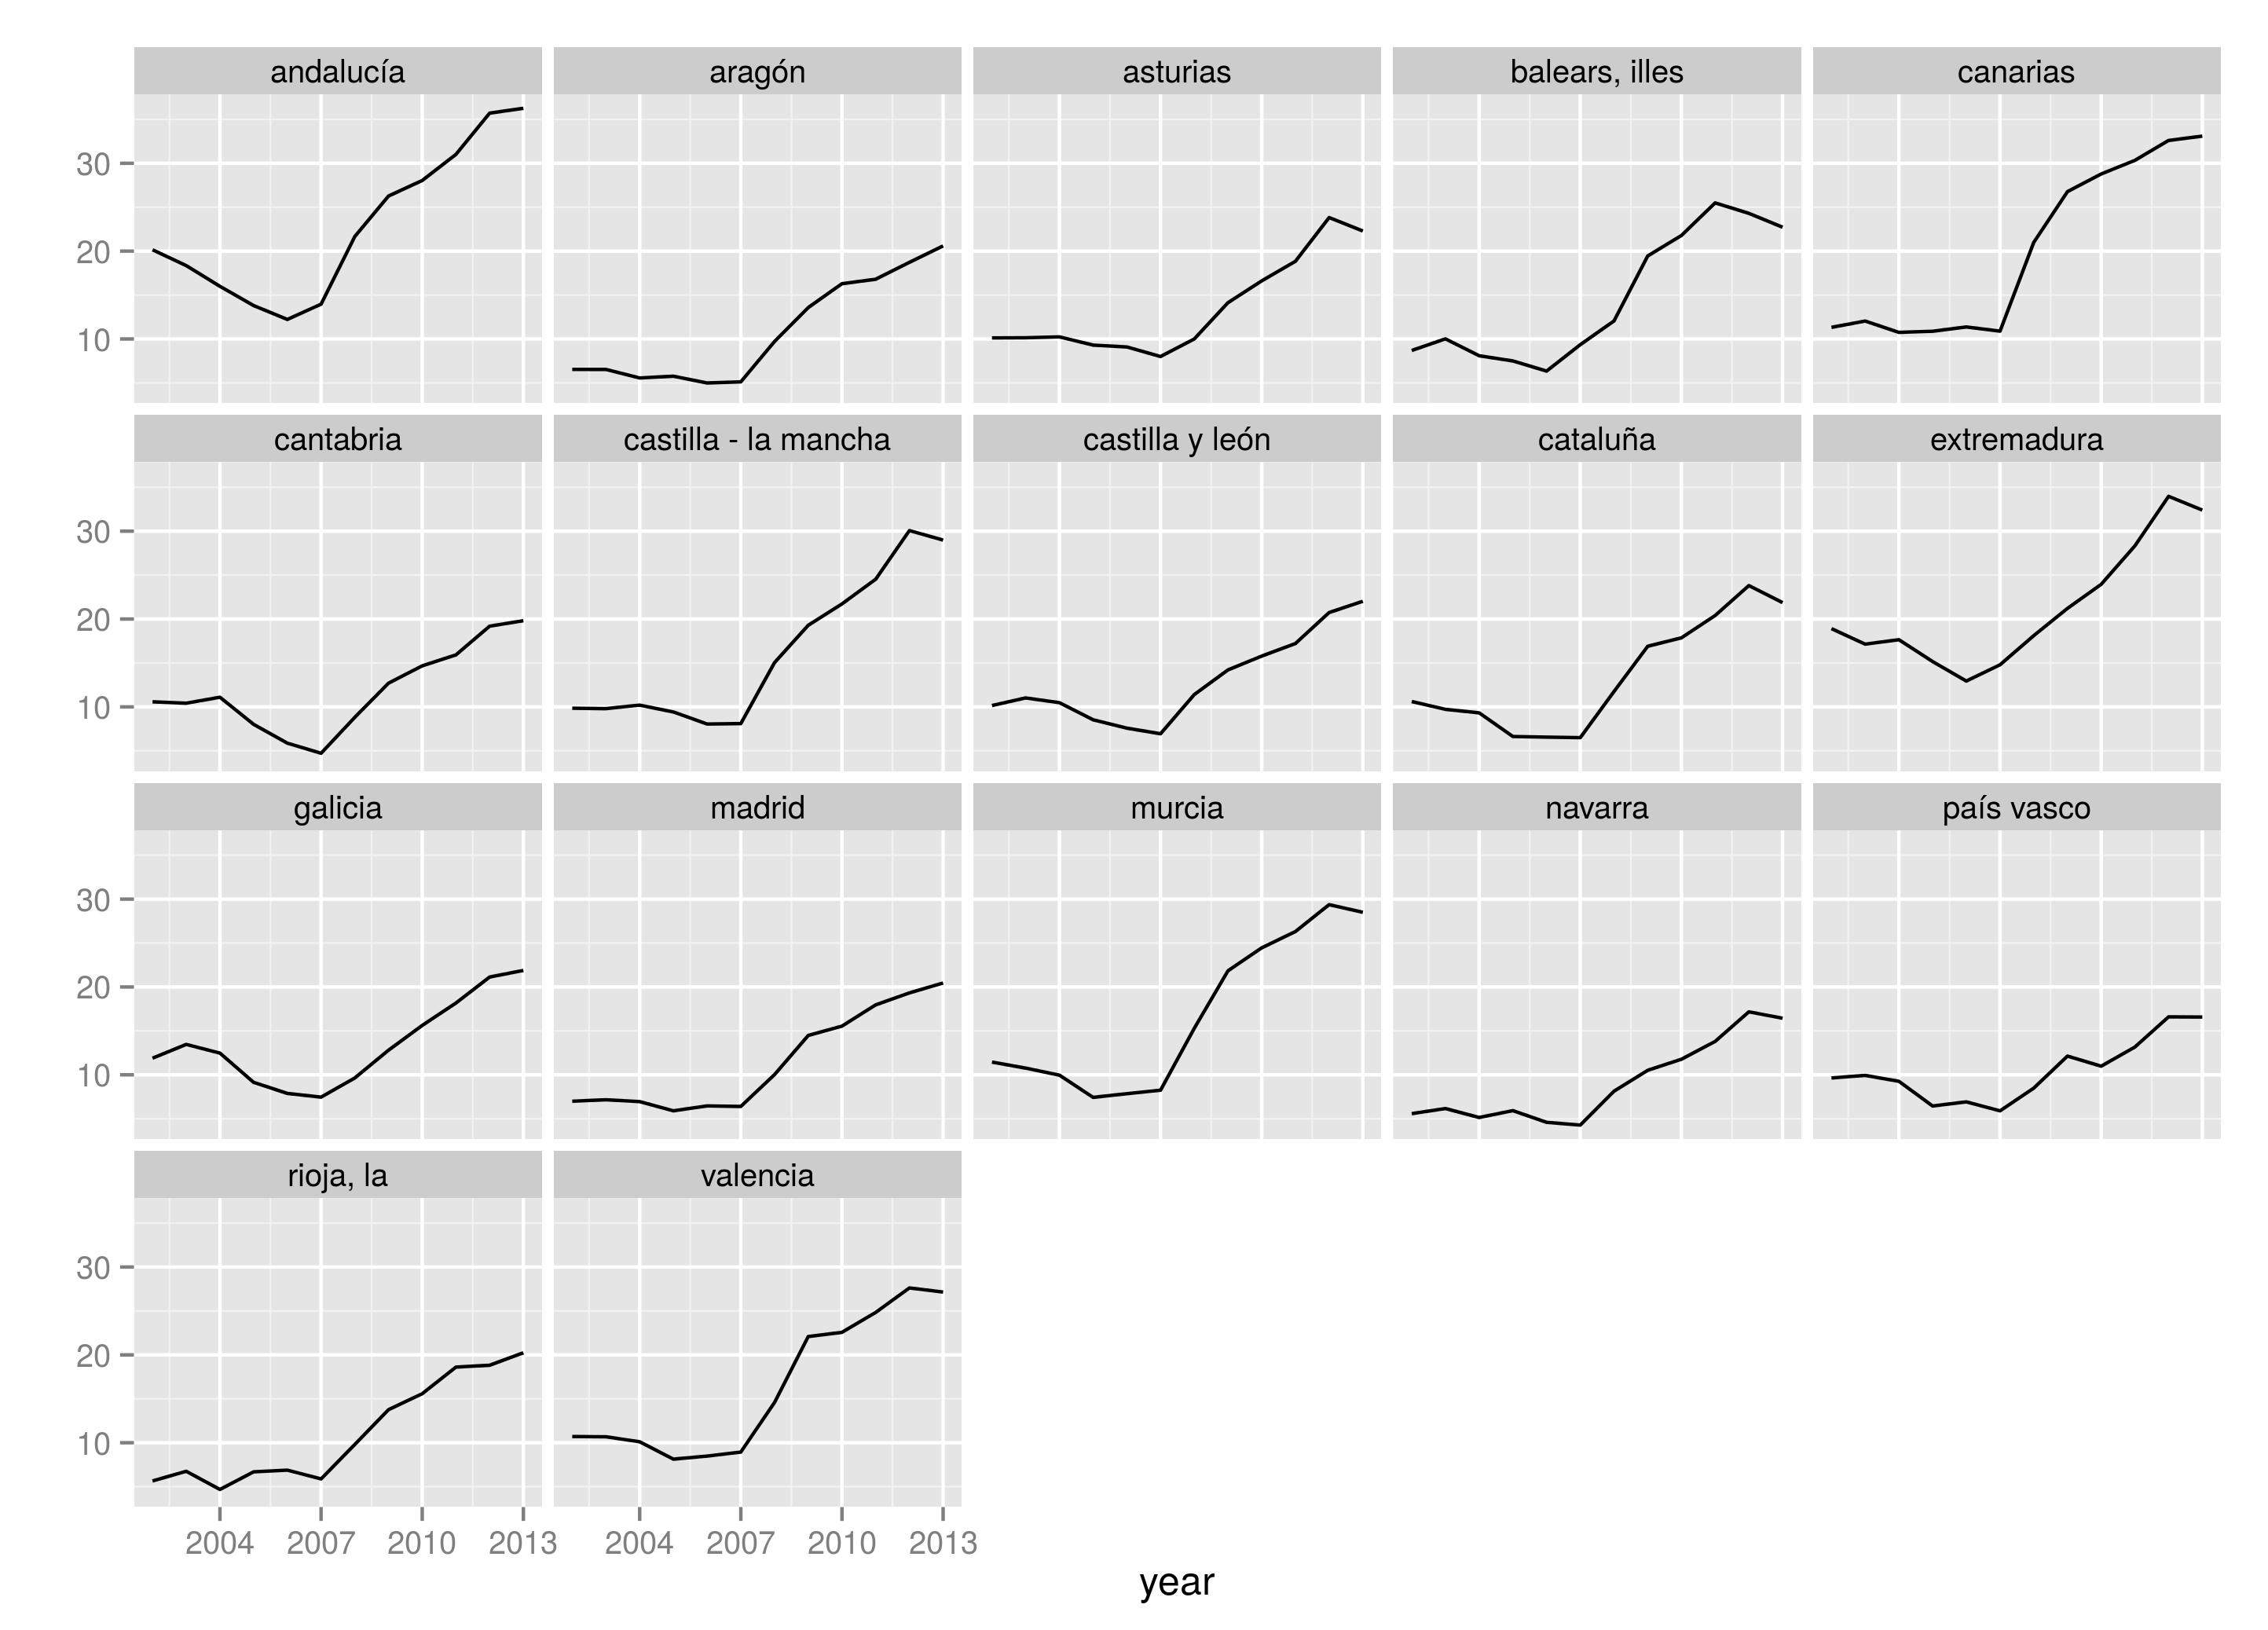 andalucía aragón asturias balears, illes canarias
30
20
10
cantabria castilla - la mancha castilla y león cataluña extremadura
30
20
10
galicia madrid murcia navarra país vasco
30
20
10
rioja, la valencia
30
20
10
2004 2007 2010 2013 2004 2007 2010 2013
year